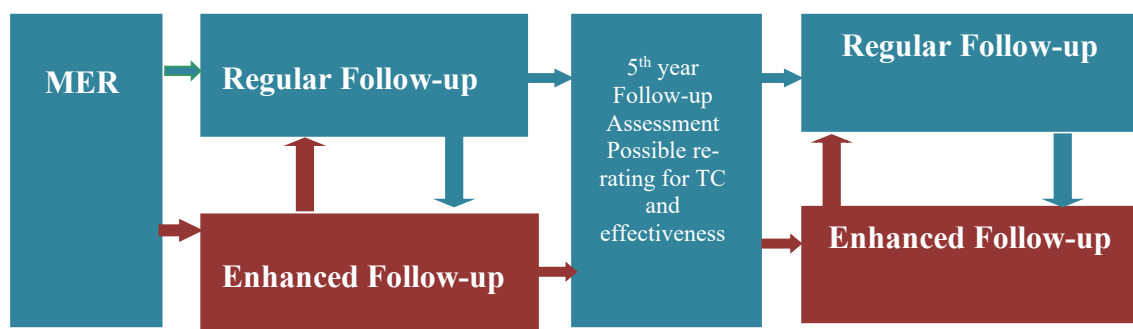 MER
Regular Follow-up
Enhanced Follow-up
5th year
Follow-up
Assessment
Possible re-
rating for TC
and
effectiveness
Regular Follow-up
Enhanced Follow-up